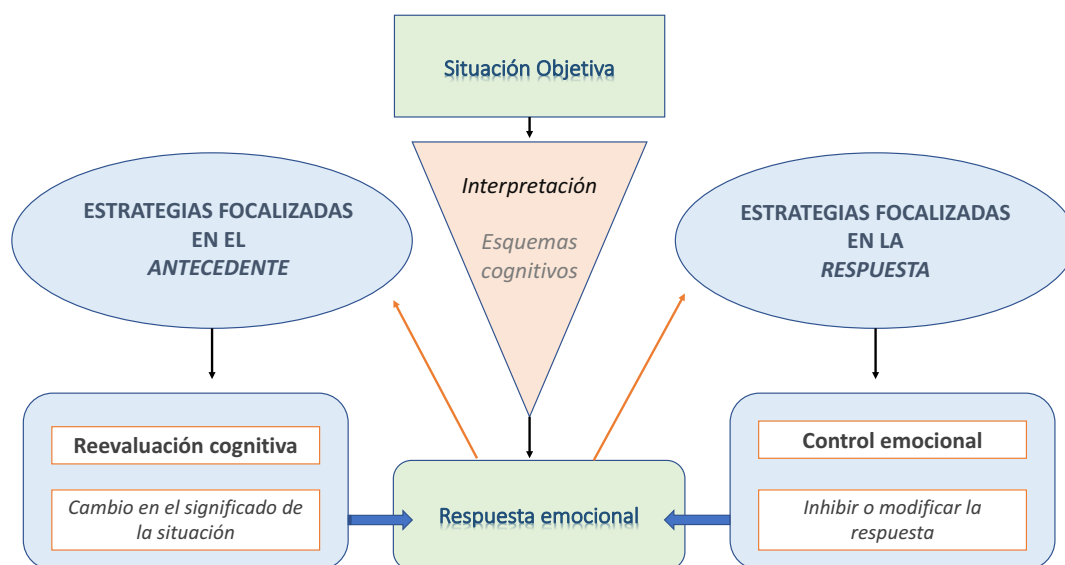 Situación Objetiva
Interpretación
Esquemas
cognitivos
ESTRATEGIAS FOCALIZADAS
EN EL
ANTECEDENTE
ESTRATEGIAS FOCALIZADAS
EN LA
RESPUESTA
Reevaluación cognitiva
Cambio en el significado de
la situación
Respuesta emocional
Control emocional
Inhibir o modificar la
respuesta